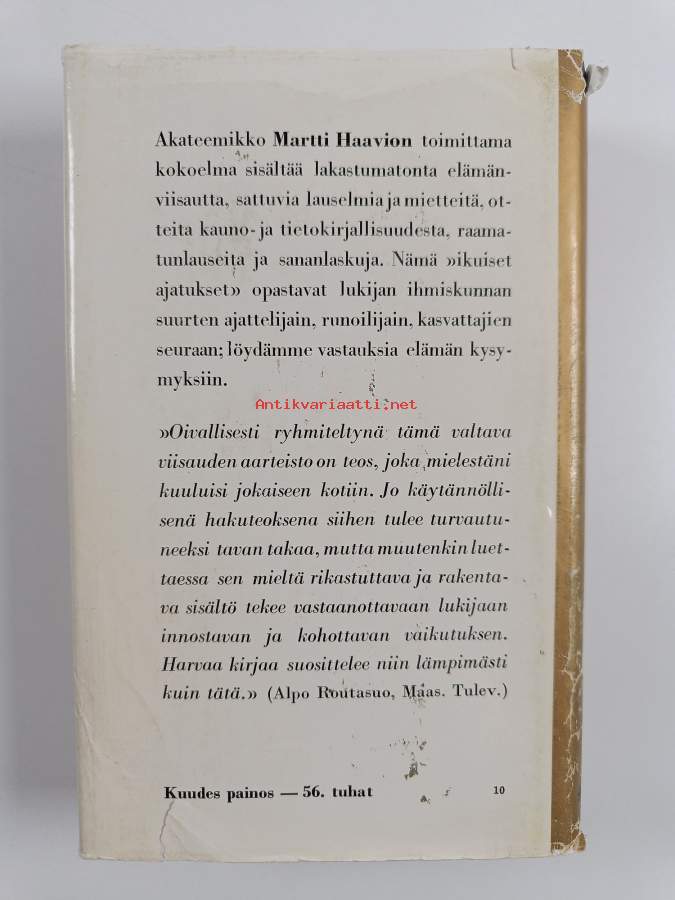 Akateemikko Martti Haavion toimittama
kokoelma sisältää lakastumatonta elämän-
viisautta, sattuvia lauselmia ja mietteitä, ot-
teita kauno- ja tietokirjallisuudesta, raama-
tunlauseita ja sananlaskuja. Nämä »ikuiset
ajatukset» opastavat lukijan ihmiskunnan
suurten ajattelijain, runoilijain, kasvattajien
seuraan; löydämme vastauksia elämän kysy-
myksiin.
Antikvariaatti.net
»Oivallisesti ryhmiteltynä tämä valtava
viisauden aarteisto on teos, joka mielestäni
kuuluisi jokaiseen kotiin. Jo käytännölli-
senä hakuteoksena siihen tulee turvautu-
neeksi tavan takaa, mutta muutenkin luet-
taessa sen mieltä rikastuttava ja rakenta-
va sisältö tekee vastaanottavaan lukijaan
innostavan ja kohottavan vaikutuksen.
Harvaa kirjaa suosittelee niin lämpimästi
kuin tätä.» (Alpo Routasuo, Maas. Tulev.)
Kuudes painos — 56. tuhat 10